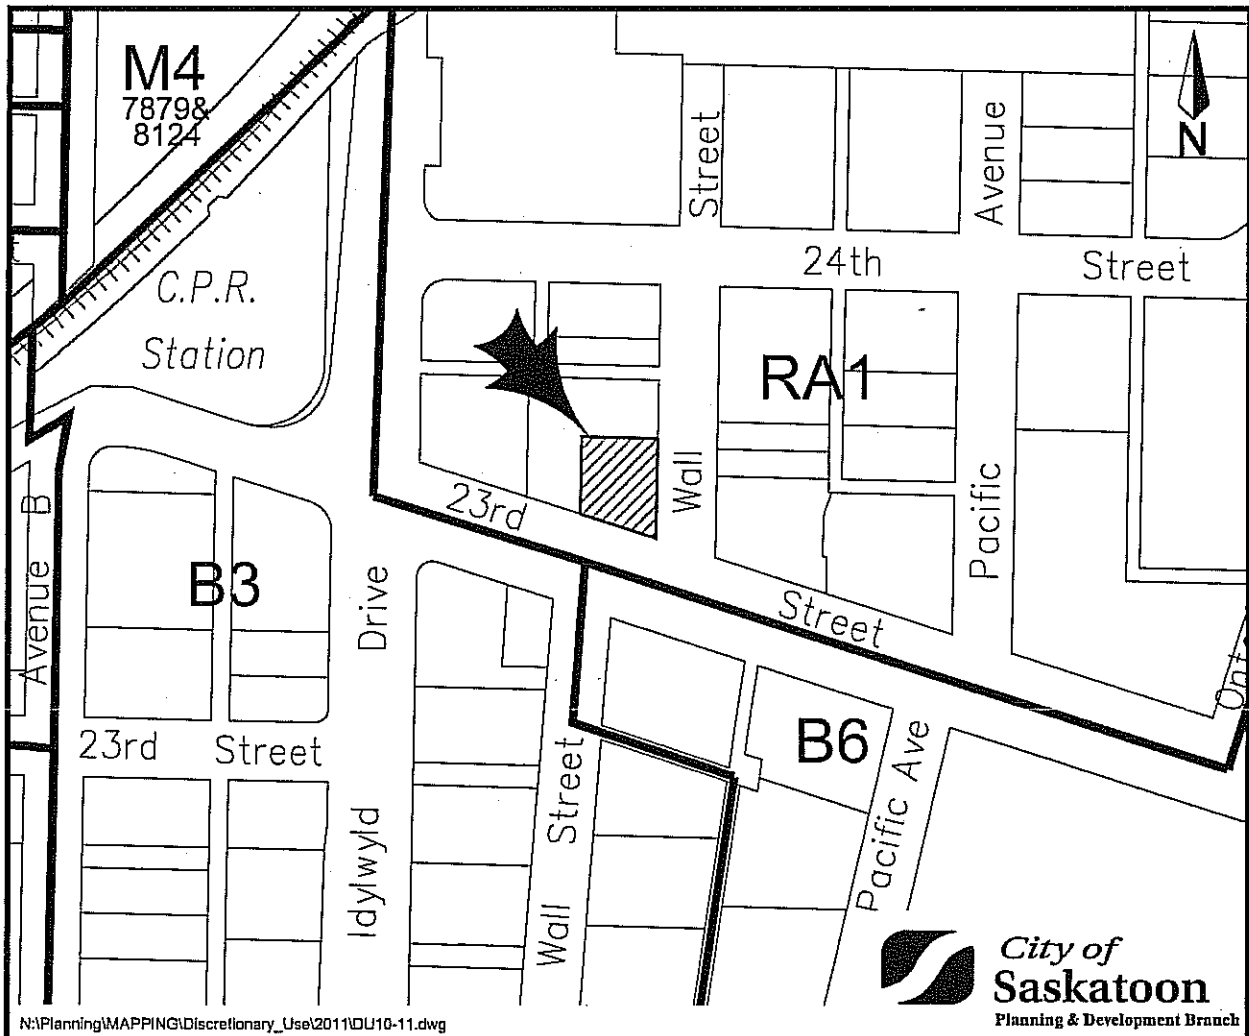 M4
7879&
8124
N
Street
Avenue
24th
Street
C.P.R.
Station
RA1
Wall
23rd
Pacific
Avenue B
B3
Drive
Street
23rd Street
B6
Pacific Ave
Idylwyld
Wall Street
City of
Saskatoon
Planning & Development Branch
N:\Planning\MAPPING\Discretionary_Use\2011\DU10-11.dwg